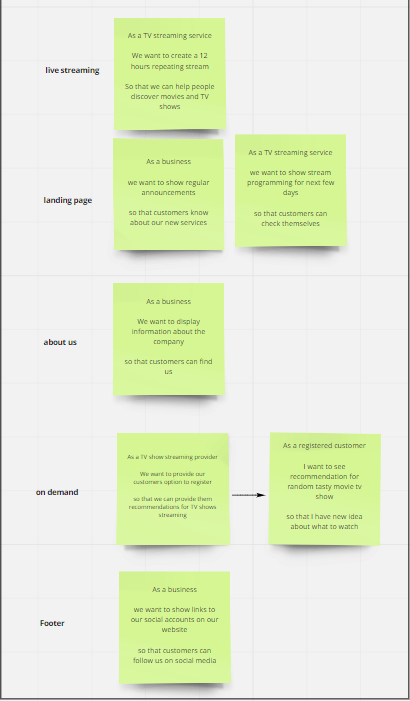 live streaming
As a TV streaming service
We want to create a 12
hours repeating stream
So that we can help people
discover movies and TV
shows
landing page
As a business
we want to show regular
announcements
so that customers know
about our new services
As a TV streaming service
we want to show stream
programming for next few
days
so that customers can
check themselves
about us
As a business
We want to display
information about the
company
so that customers can find
us
on demand
As a TV show streaming provider
We want to provide our
customers option to register
so that we can provide them
recommendations for TV shows
streaming
As a registered customer
I want to see
recommendation for
random tasty movie tv
show
so that I have new idea
about what to watch
Footer
As a business
we want to show links to
our social accounts on our
website
so that customers can
follow us on social media